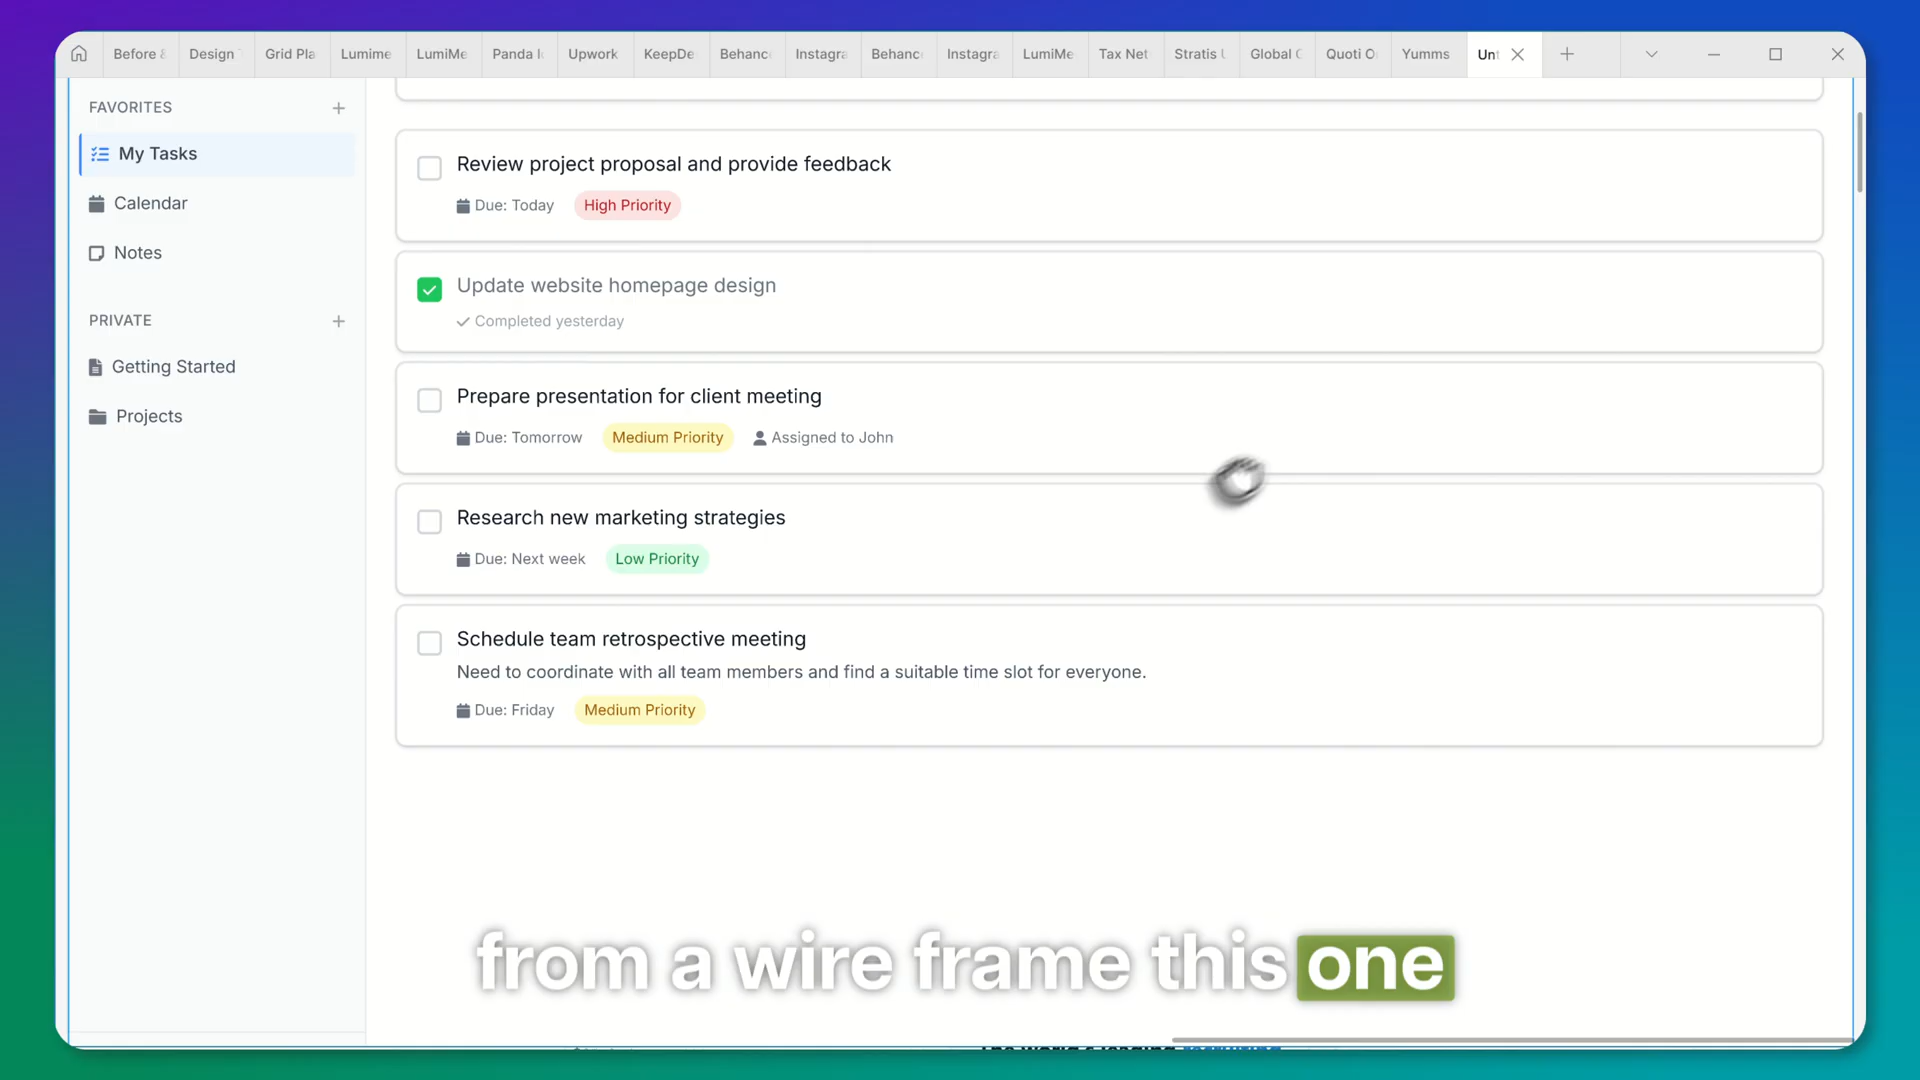 Before & Design Grid Pla Lumime LumiMe Panda Upwork KeepDe Behance Instagra Behance Instagra LumiMe Tax Net Stratis Global Quoti Yumms Unt
FAVORITES
My Tasks
Calendar
Notes
PRIVATE
Getting Started
Projects
Review project proposal and provide feedback
Due: Today High Priority
Update website homepage design
Completed yesterday
Prepare presentation for client meeting
Due: Tomorrow Medium Priority Assigned to John
Research new marketing strategies
Due: Next week Low Priority
Schedule team retrospective meeting
Need to coordinate with all team members and find a suitable time slot for everyone.
Due: Friday Medium Priority
from a wire frame this one